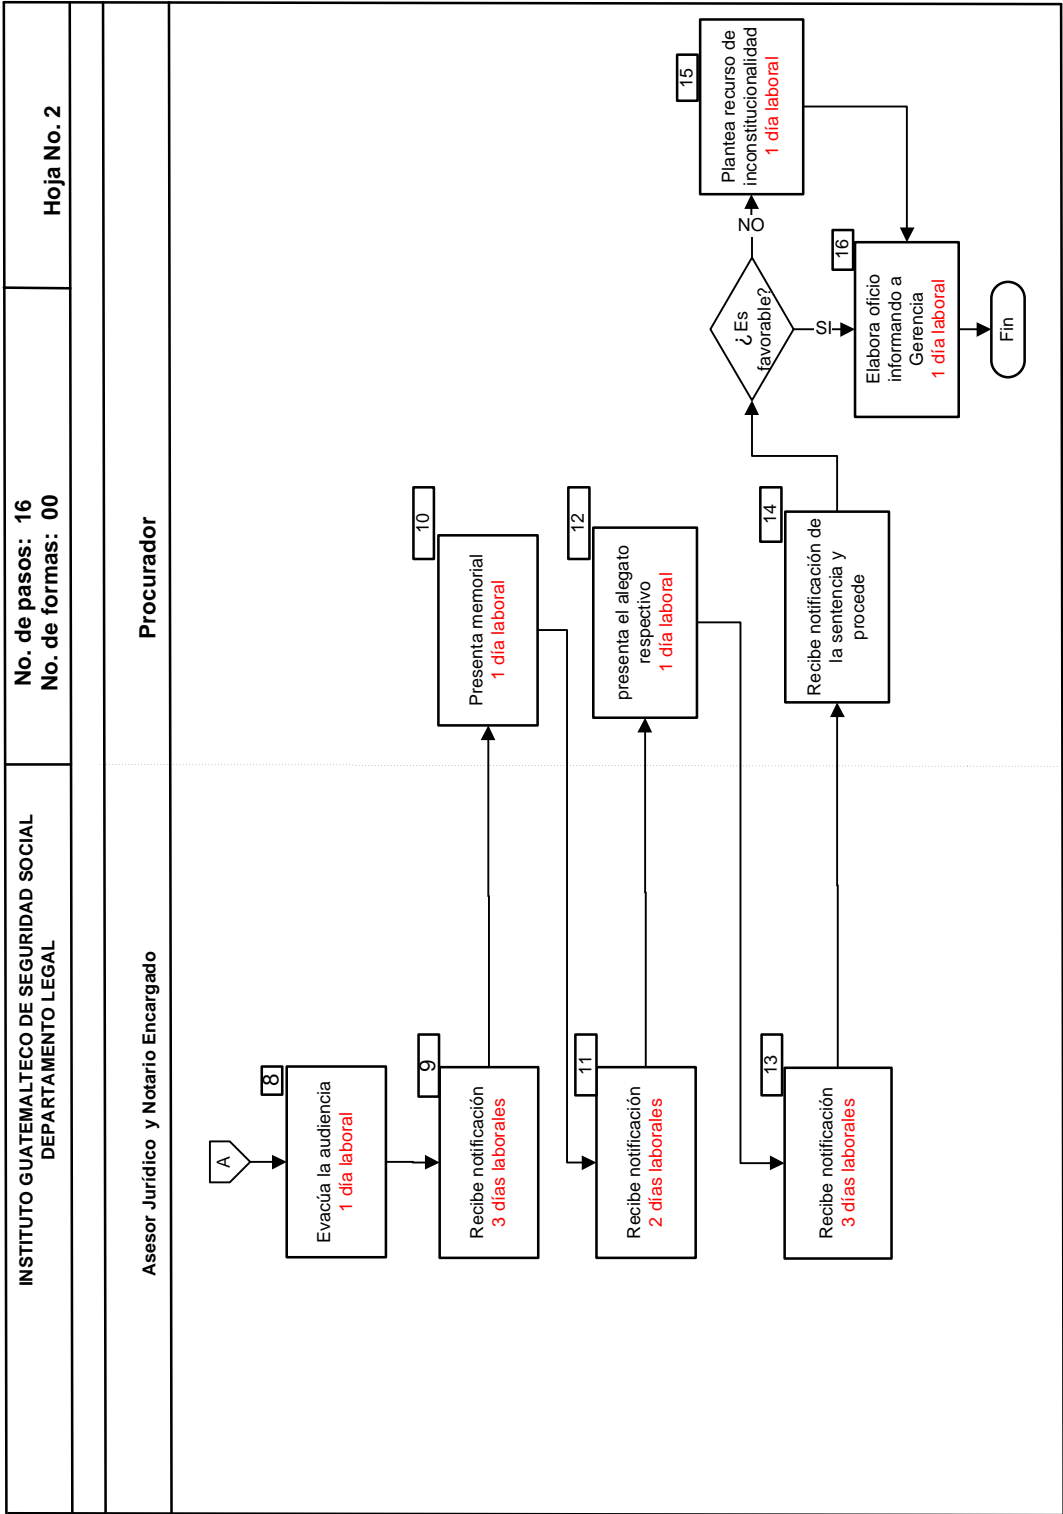 INSTITUTO GUATEMALTECO DE SEGURIDAD SOCIAL
DEPARTAMENTO LEGAL
No. de pasos: 16
No. de formas: 00
Hoja No. 2
Asesor Jurídico y Notario Encargado
Procurador
A
8
Evacúa la audiencia
1 día laboral
9
Recibe notificación
3 días laborales
10
Presenta memorial
1 día laboral
11
Recibe notificación
2 días laborales
12
presenta el alegato
respectivo
1 día laboral
13
Recibe notificación
3 días laborales
14
Recibe notificación de
la sentencia y
procede
¿Es
favorable?
NO
SI
15
Plantea recurso de
inconstitucionalidad
1 día laboral
16
Elabora oficio
informando a
Gerencia
1 día laboral
Fin